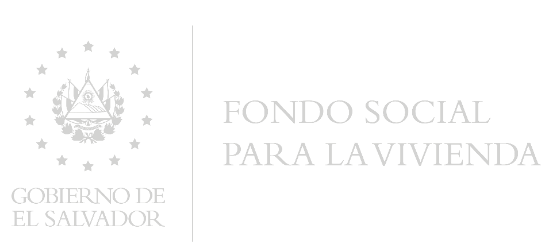 GOBIERNO DE
EL SALVADOR
FONDO SOCIAL
PARA LA VIVIENDA